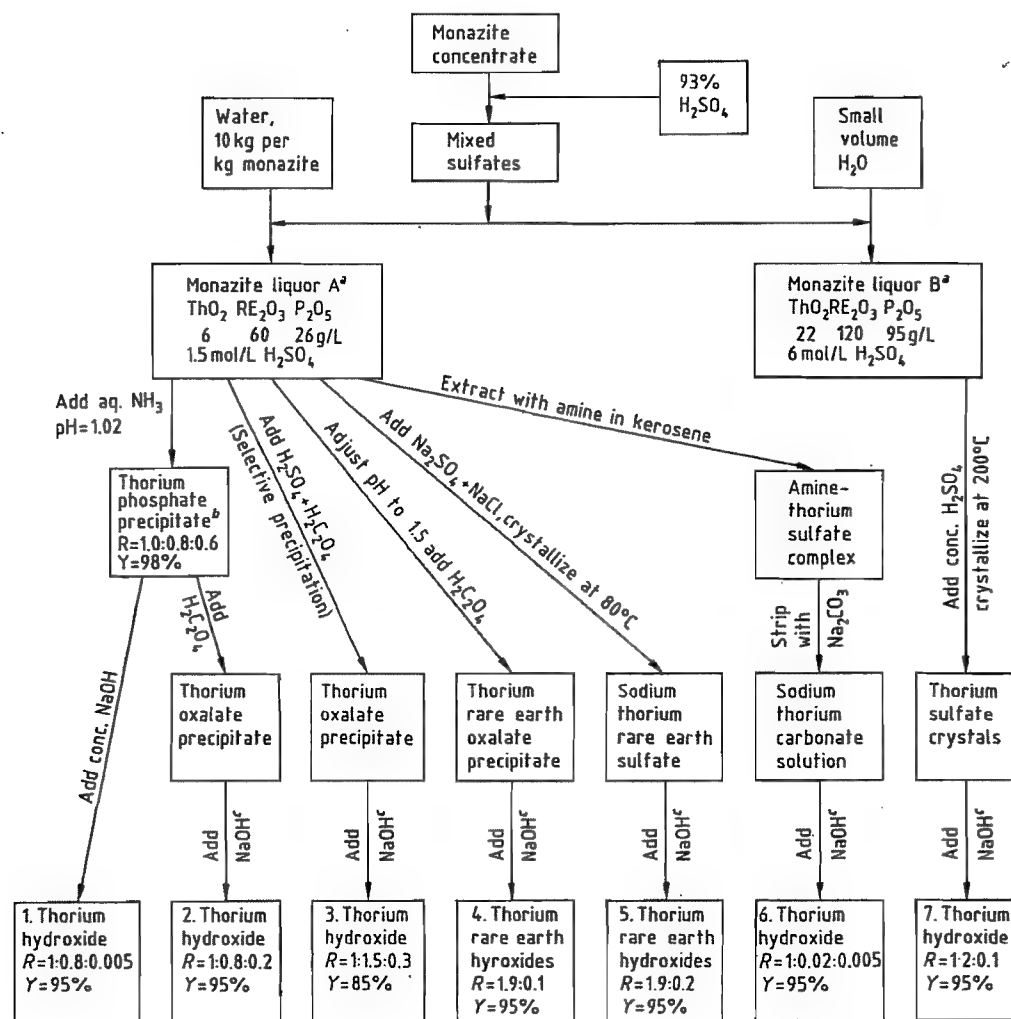 Monazite
concentrate
93%
H₂SO₄
Water,
10 kg per
kg monazite
Mixed
sulfates
Small
volume
H₂O
Monazite liquor Aᵃ
ThO₂ RE₂O₃ P₂O₅
6 60 26 g/L
1.5 mol/L H₂SO₄
Monazite liquor Bᵃ
ThO₂ RE₂O₃ P₂O₅
22 120 95 g/L
6 mol/L H₂SO₄
Add aq. NH₃
pH=1.02
Add H₂SO₄+H₂C₂O₄
(Selective precipitation)
Adjust pH to 1.5 add H₂C₂O₄
Add Na₂SO₄+NaCl, crystallize at 80°C
Extract with amine in kerosene
Add conc. H₂SO₄
crystallize at 200°C
Thorium
phosphate
precipitateᵇ
R=1.0:0.8:0.6
Y=98%
Amine-
thorium
sulfate
complex
Add conc. NaOH
Add
H₂C₂O₄
Strip
with
Na₂CO₃
Thorium
oxalate
precipitate
Thorium
oxalate
precipitate
Thorium
rare earth
oxalate
precipitate
Sodium
thorium
rare earth
sulfate
Sodium
thorium
carbonate
solution
Thorium
sulfate
crystals
Add
NaOHᶜ
Add
NaOHᶜ
Add
NaOHᶜ
Add
NaOHᶜ
Add
NaOHᶜ
Add
NaOHᶜ
1. Thorium
hydroxide
R=1:0.8:0.005
Y=95%
2. Thorium
hydroxide
R=1:0.8:0.2
Y=95%
3. Thorium
hydroxide
R=1:1.5:0.3
Y=85%
4. Thorium
rare earth
hyroxides
R=1.9:0.1
Y=95%
5. Thorium
rare earth
hydroxides
R=1.9:0.2
Y=95%
6. Thorium
hydroxide
R=1:0.02:0.005
Y=95%
7. Thorium
hydroxide
R=1:2:0.1
Y=95%